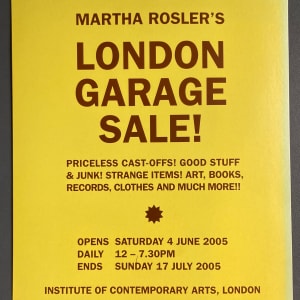 MARTHA ROSLER'S
LONDON
GARAGE
SALE!
PRICELESS CAST-OFFS! GOOD STUFF
& JUNK! STRANGE ITEMS! ART, BOOKS,
RECORDS, CLOTHES AND MUCH MORE!!
OPENS SATURDAY 4 JUNE 2005
DAILY 12 – 7.30PM
ENDS SUNDAY 17 JULY 2005
INSTITUTE OF CONTEMPORARY ARTS, LONDON